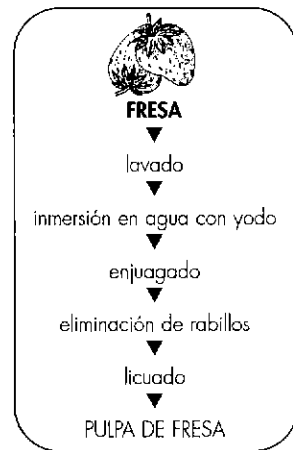 FRESA
lavado
inmersión en agua con yodo
enjuagado
eliminación de rabillos
licuado
PULPA DE FRESA